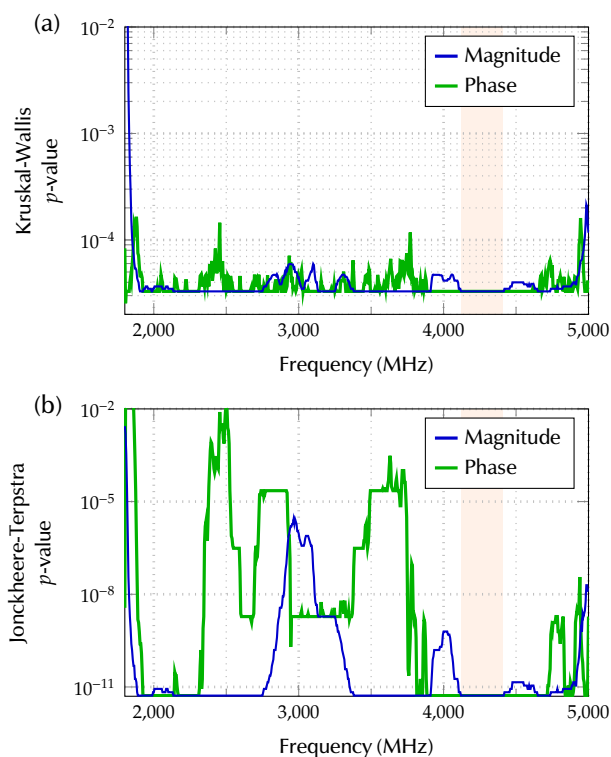 (a)
10⁻²
10⁻³
10⁻⁴
Kruskal-Wallis
p-value
Magnitude
Phase
2,000 3,000 4,000 5,000
Frequency (MHz)
(b)
10⁻²
10⁻⁵
10⁻⁸
10⁻¹¹
Jonckheere-Terpstra
p-value
Magnitude
Phase
2,000 3,000 4,000 5,000
Frequency (MHz)